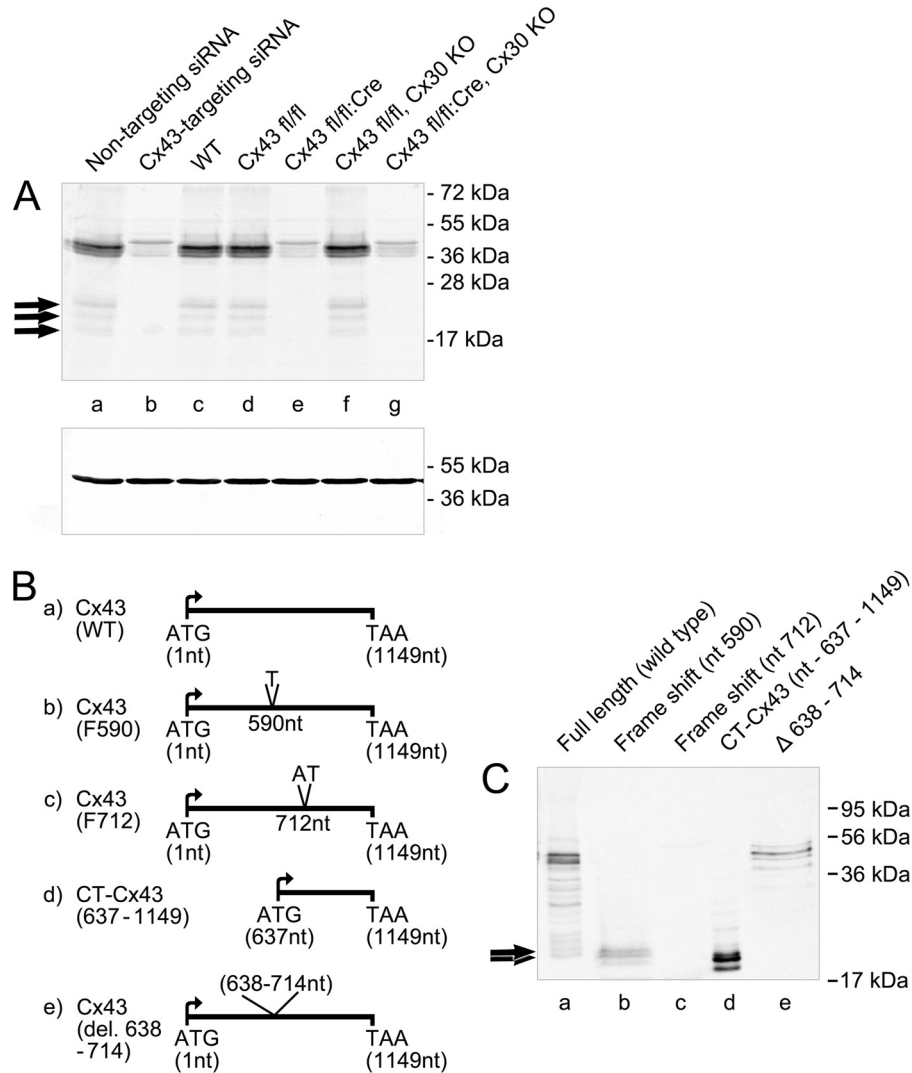 Non-targeting siRNA
Cx43-targeting siRNA
WT
Cx43 fl/fl
Cx43 fl/fl:Cre
Cx43 fl/fl, Cx30 KO
Cx43 fl/fl:Cre, Cx30 KO
A
- 72 kDa
- 55 kDa
- 36 kDa
- 28 kDa
-17 kDa
a b c d e f g
- 55 kDa
- 36 kDa
B
a) Cx43
(WT)
ATG
(1nt)
TAA
(1149nt)
b) Cx43
(F590)
T
590nt
ATG
(1nt)
TAA
(1149nt)
c) Cx43
(F712)
AT
712nt
ATG
(1nt)
TAA
(1149nt)
d) CT-Cx43
(637-1149)
ATG
(637nt)
TAA
(1149nt)
e) Cx43
(del. 638
-714)
(638-714nt)
ATG
(1nt)
TAA
(1149nt)
C
Full length (wild type)
Frame shift (nt 590)
Frame shift (nt 712)
CT-Cx43 (nt - 637 - 1149)
Δ 638 - 714
−95 kDa
−56 kDa
−36 kDa
−17 kDa
a b c d e